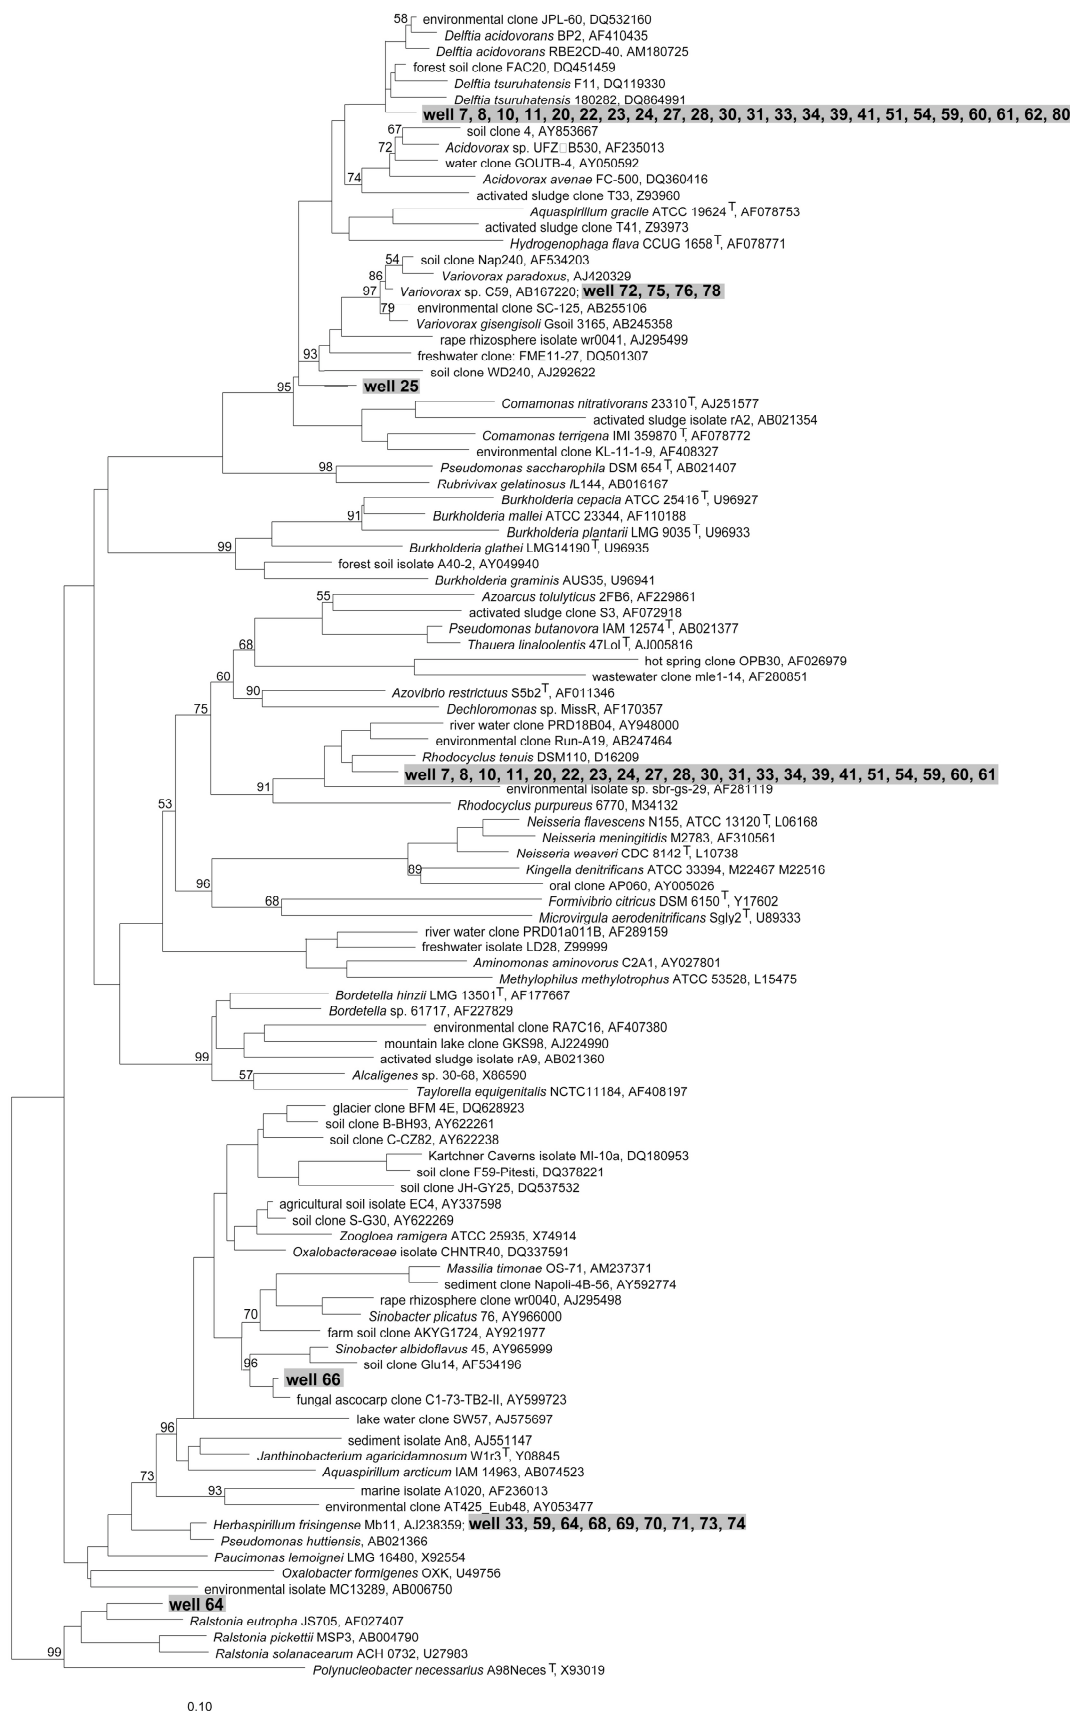 58 environmental clone JPL-60, DQ532160
Delftia acidovorans BP2, AF410435
Delftia acidovorans RBE2CD-40, AM180725
forest soil clone FAC20, DQ451459
Delftia tsuruhatensis F11, DQ119330
Delftia tsuruhatensis 180282, DQ864991
well 7, 8, 10, 11, 20, 22, 23, 24, 27, 28, 30, 31, 33, 34, 39, 41, 51, 54, 59, 60, 61, 62, 80
67 soil clone 4, AY853667
Acidovorax sp. UFZ□B530, AF235013
72 water clone GOUTB-4, AY050592
74 Acidovorax avenae FC-500, DQ360416
activated sludge clone T33, Z93960
Aquaspirillum gracile ATCC 19624 T, AF078753
activated sludge clone T41, Z93973
Hydrogenophaga flava CCUG 1658 T, AF078771
54 soil clone Nap240, AF534203
86 Variovorax paradoxus, AJ420329
97 Variovorax sp. C59, AB167220; well 72, 75, 76, 78
79 environmental clone SC-125, AB255106
Variovorax gisengisoli Gsoil 3165, AB245358
rape rhizosphere isolate wr0041, AJ295499
93 freshwater clone: FME11-27, DQ501307
soil clone WD240, AJ292622
95 well 25
Comamonas nitrativorans 23310 T, AJ251577
activated sludge isolate rA2, AB021354
Comamonas terrigena IMI 359870 T, AF078772
environmental clone KL-11-1-9, AF408327
98 Pseudomonas saccharophila DSM 654 T, AB021407
Rubrivivax gelatinosus IL144, AB016167
Burkholderia cepacia ATCC 25416 T, U96927
91 Burkholderia mallei ATCC 23344, AF110188
Burkholderia plantarii LMG 9035 T, U96933
99 Burkholderia glathei LMG14190 T, U96935
forest soil isolate A40-2, AY049940
Burkholderia graminis AUS35, U96941
55 Azoarcus tolulyticus 2FB6, AF229861
activated sludge clone S3, AF072918
Pseudomonas butanovora IAM 12574 T, AB021377
68 Thauera linaloolentis 47Lol T, AJ005816
hot spring clone OPB30, AF026979
60 wastewater clone mle1-14, AF280851
90 Azovibrio restrictuus S5b2 T, AF011346
75 Dechloromonas sp. MissR, AF170357
river water clone PRD18B04, AY948000
environmental clone Run-A19, AB247464
Rhodocyclus tenuis DSM110, D16209
well 7, 8, 10, 11, 20, 22, 23, 24, 27, 28, 30, 31, 33, 34, 39, 41, 51, 54, 59, 60, 61
91 environmental isolate sp. sbr-gs-29, AF281119
53 Rhodocyclus purpureus 6770, M34132
Neisseria flavescens N155, ATCC 13120 T, L06168
Neisseria meningitidis M2783, AF310561
Neisseria weaveri CDC 8142 T, L10738
89 Kingella denitrificans ATCC 33394, M22467 M22516
96 oral clone AP060, AY005026
68 Formivibrio citricus DSM 6150 T, Y17602
Microvirgula aerodenitrificans Sgly2 T, U89333
river water clone PRD01a011B, AF289159
freshwater isolate LD28, Z99999
Aminomonas aminovorus C2A1, AY027801
Methylophilus methylotrophus ATCC 53528, L15475
Bordetella hinzii LMG 13501 T, AF177667
Bordetella sp. 61717, AF227829
environmental clone RA7C16, AF407380
mountain lake clone GKS98, AJ224990
99 activated sludge isolate rA9, AB021360
57 Alcaligenes sp. 30-68, X86590
Taylorella equigenitalis NCTC11184, AF408197
glacier clone BFM 4E, DQ628923
soil clone B-BH93, AY622261
soil clone C-CZ82, AY622238
Kartchner Caverns isolate MI-10a, DQ180953
soil clone F59-Pitesti, DQ378221
soil clone JH-GY25, DQ537532
agricultural soil isolate EC4, AY337598
soil clone S-G30, AY622269
Zoogloea ramigera ATCC 25935, X74914
Oxalobacteraceae isolate CHNTR40, DQ337591
Massilia timonae OS-71, AM237371
sediment clone Napoli-4B-56, AY592774
rape rhizosphere clone wr0040, AJ295498
70 Sinobacter plicatus 76, AY966000
farm soil clone AKYG1724, AY921977
Sinobacter albidoflavus 45, AY965999
96 soil clone Glu14, AF534196
well 66
fungal ascocarp clone C1-73-TB2-II, AY599723
96 lake water clone SW57, AJ575697
sediment isolate An8, AJ551147
Janthinobacterium agaricidamnosum W1r3 T, Y08845
73 Aquaspirillum arcticum IAM 14963, AB074523
93 marine isolate A1020, AF236013
environmental clone AT425_Eub48, AY053477
Herbaspirillum frisingense Mb11, AJ238359; well 33, 59, 64, 68, 69, 70, 71, 73, 74
Pseudomonas huttiensis, AB021366
Paucimonas lemoignei LMG 16480, X92554
Oxalobacter formigenes OXK, U49756
environmental isolate MC13289, AB006750
well 64
Ralstonia eutropha JS705, AF027407
Ralstonia pickettii MSP3, AB004790
99 Ralstonia solanacearum ACH 0732, U27983
Polynucleobacter necessarius A98Neces T, X93019
0.10